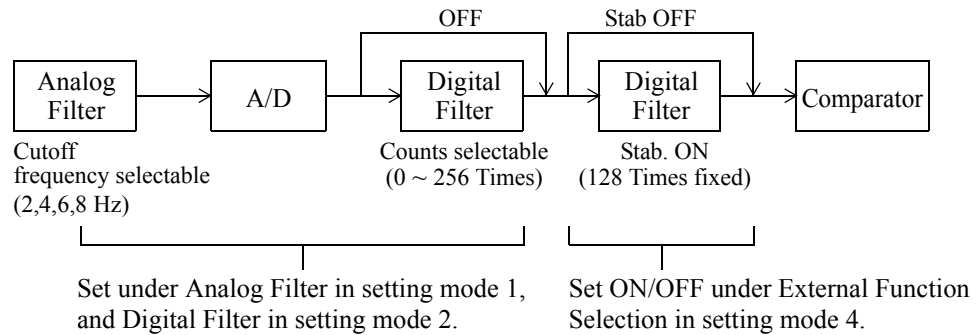 OFF
Stab OFF
Analog
Filter
A/D
Digital
Filter
Digital
Filter
Comparator
Cutoff
frequency selectable
(2,4,6,8 Hz)
Counts selectable
(0 ~ 256 Times)
Stab. ON
(128 Times fixed)
Set under Analog Filter in setting mode 1,
and Digital Filter in setting mode 2.
Set ON/OFF under External Function
Selection in setting mode 4.